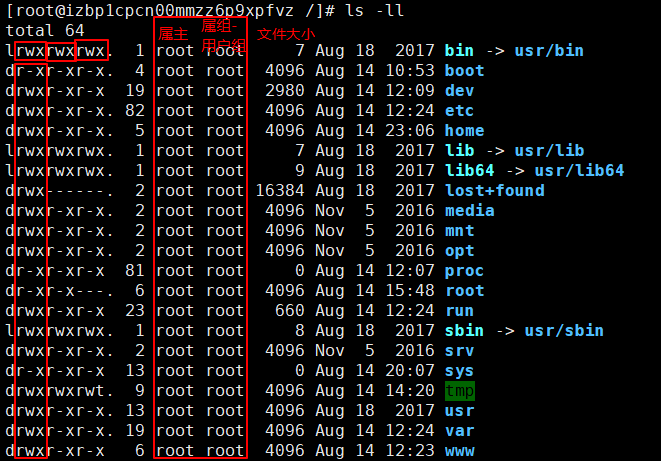 [root@izbp1cpcn00mmzz6p9xpfvz /]# ls -ll
total 64
属主 属组-用户组 文件大小
lrwxrwxrwx. 1 root root 7 Aug 18 2017 bin -> usr/bin
dr-xr-xr-x. 4 root root 4096 Aug 14 10:53 boot
drwxr-xr-x 19 root root 2980 Aug 14 12:09 dev
drwxr-xr-x. 82 root root 4096 Aug 14 12:24 etc
drwxr-xr-x. 5 root root 4096 Aug 14 23:06 home
lrwxrwxrwx. 1 root root 7 Aug 18 2017 lib -> usr/lib
lrwxrwxrwx. 1 root root 9 Aug 18 2017 lib64 -> usr/lib64
drwx------. 2 root root 16384 Aug 18 2017 lost+found
drwxr-xr-x. 2 root root 4096 Nov 5 2016 media
drwxr-xr-x. 2 root root 4096 Nov 5 2016 mnt
drwxr-xr-x. 2 root root 4096 Nov 5 2016 opt
dr-xr-xr-x 81 root root 0 Aug 14 12:07 proc
dr-xr-x---. 6 root root 4096 Aug 14 15:48 root
drwxr-xr-x 23 root root 660 Aug 14 12:24 run
lrwxrwxrwx. 1 root root 8 Aug 18 2017 sbin -> usr/sbin
drwxr-xr-x. 2 root root 4096 Nov 5 2016 srv
dr-xr-xr-x 13 root root 0 Aug 14 20:07 sys
drwxrwxrwt. 9 root root 4096 Aug 14 14:20 tmp
drwxr-xr-x. 13 root root 4096 Aug 18 2017 usr
drwxr-xr-x. 19 root root 4096 Aug 14 12:24 var
drwxr-xr-x 6 root root 4096 Aug 14 12:23 www